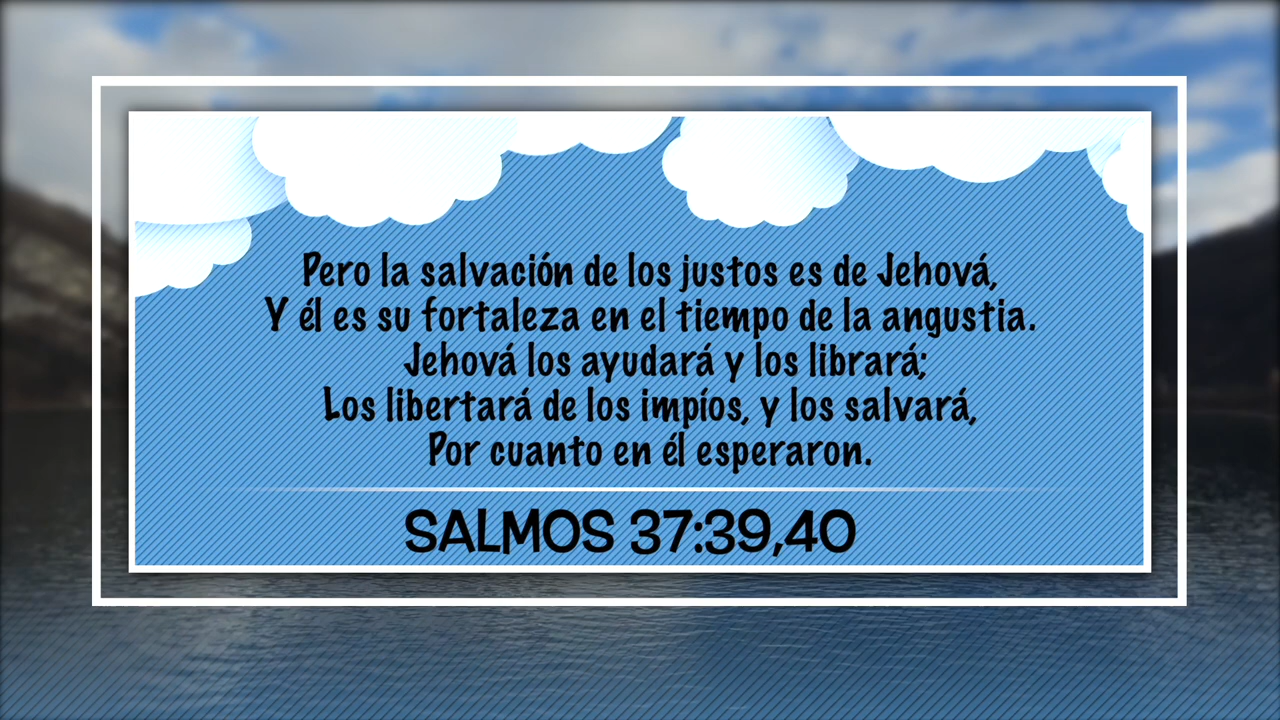 Pero la salvación de los justos es de Jehová,
Y él es su fortaleza en el tiempo de la angustia.
Jehová los ayudará y los librará;
Los libertará de los impíos, y los salvará,
Por cuanto en él esperaron.
SALMOS 37:39,40